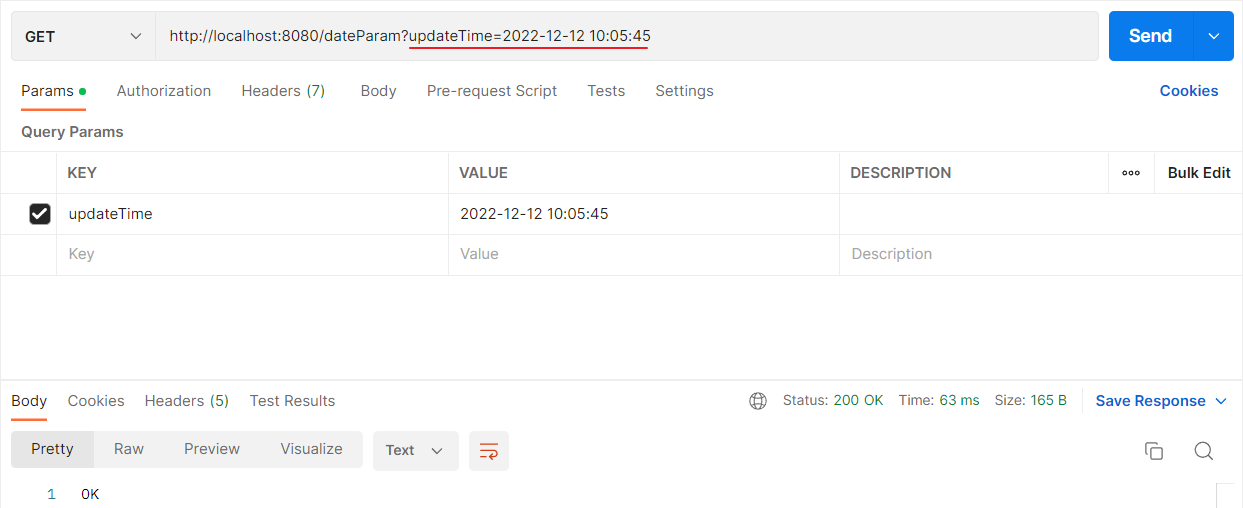 GET http://localhost:8080/dateParam?updateTime=2022-12-12 10:05:45 Send
Params Authorization Headers (7) Body Pre-request Script Tests Settings Cookies
Query Params
KEY VALUE DESCRIPTION ooo Bulk Edit
updateTime 2022-12-12 10:05:45
Key Value Description
Body Cookies Headers (5) Test Results Status: 200 OK Time: 63 ms Size: 165 B Save Response
Pretty Raw Preview Visualize Text
1 OK